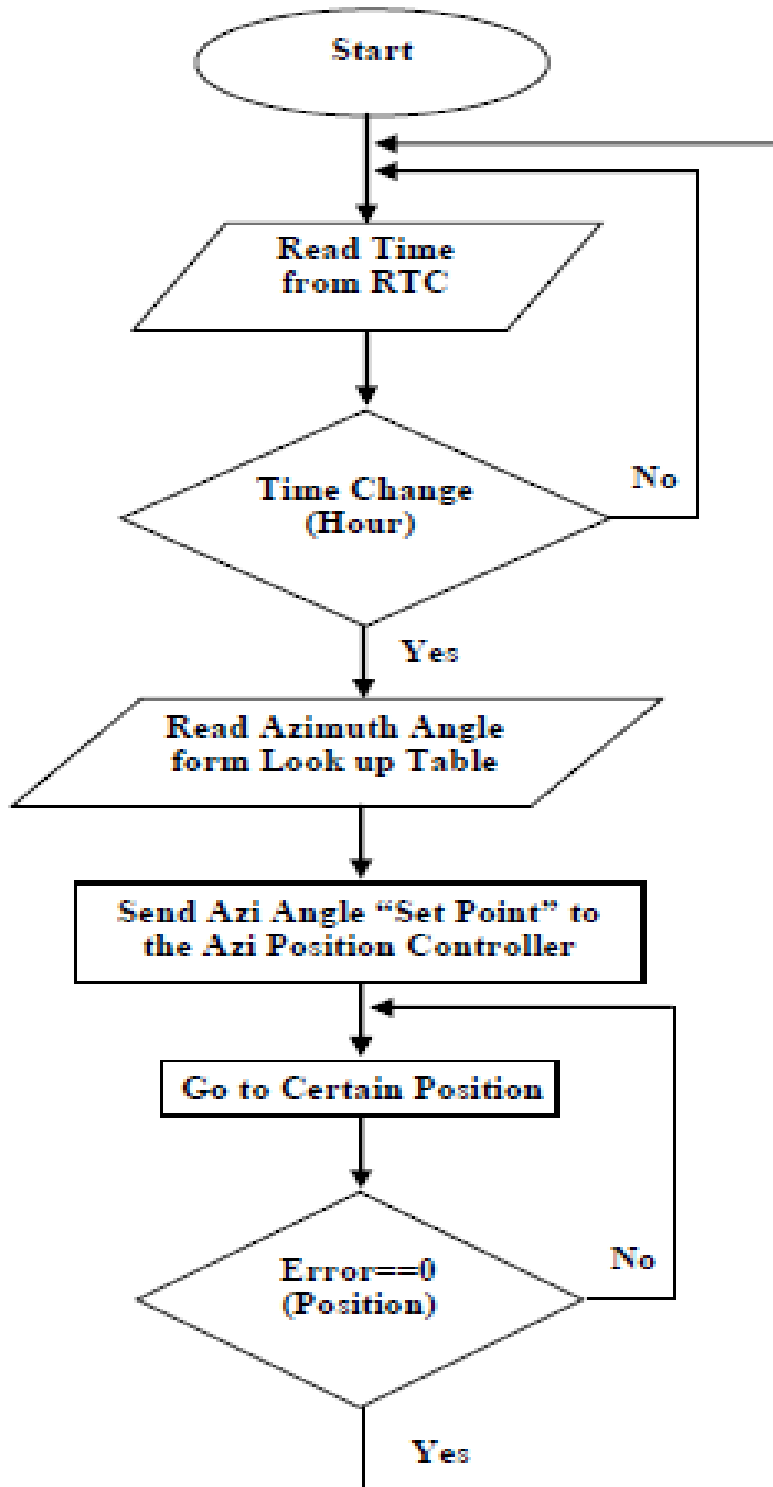 Start
Read Time
from RTC
Time Change
(Hour)
No
Yes
Read Azimuth Angle
form Look up Table
Send Azi Angle “Set Point” to
the Azi Position Controller
Go to Certain Position
Error==0
(Position)
No
Yes